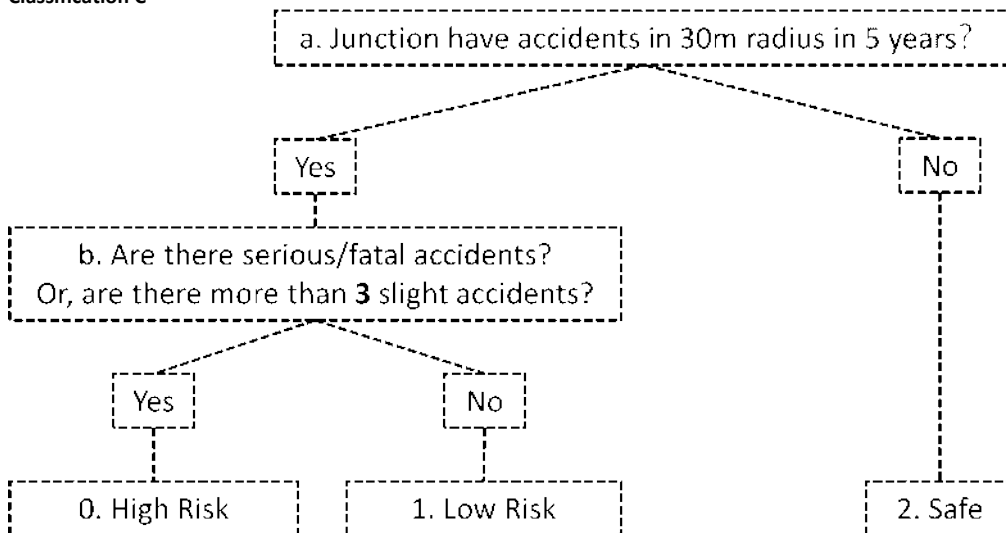 a. Junction have accidents in 30m radius in 5 years?
Yes
No
b. Are there serious/fatal accidents?
Or, are there more than 3 slight accidents?
Yes
No
0. High Risk
1. Low Risk
2. Safe